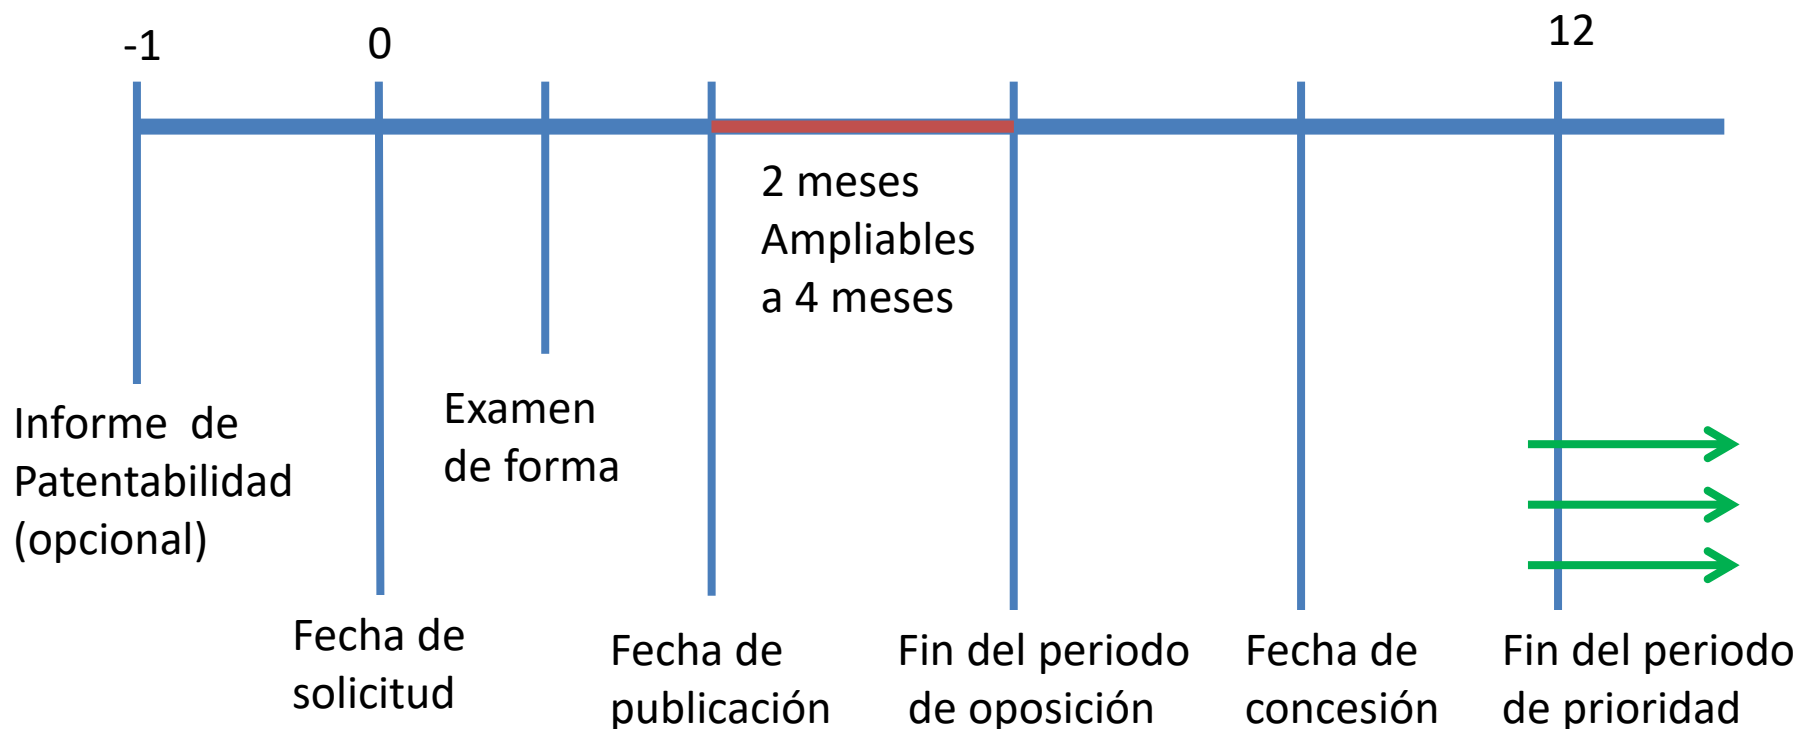 -1
0
12
2 meses
Ampliables
a 4 meses
Informe de
Patentabilidad
(opcional)
Examen
de forma
Fecha de
solicitud
Fecha de
publicación
Fin del periodo
de oposición
Fecha de
concesión
Fin del periodo
de prioridad